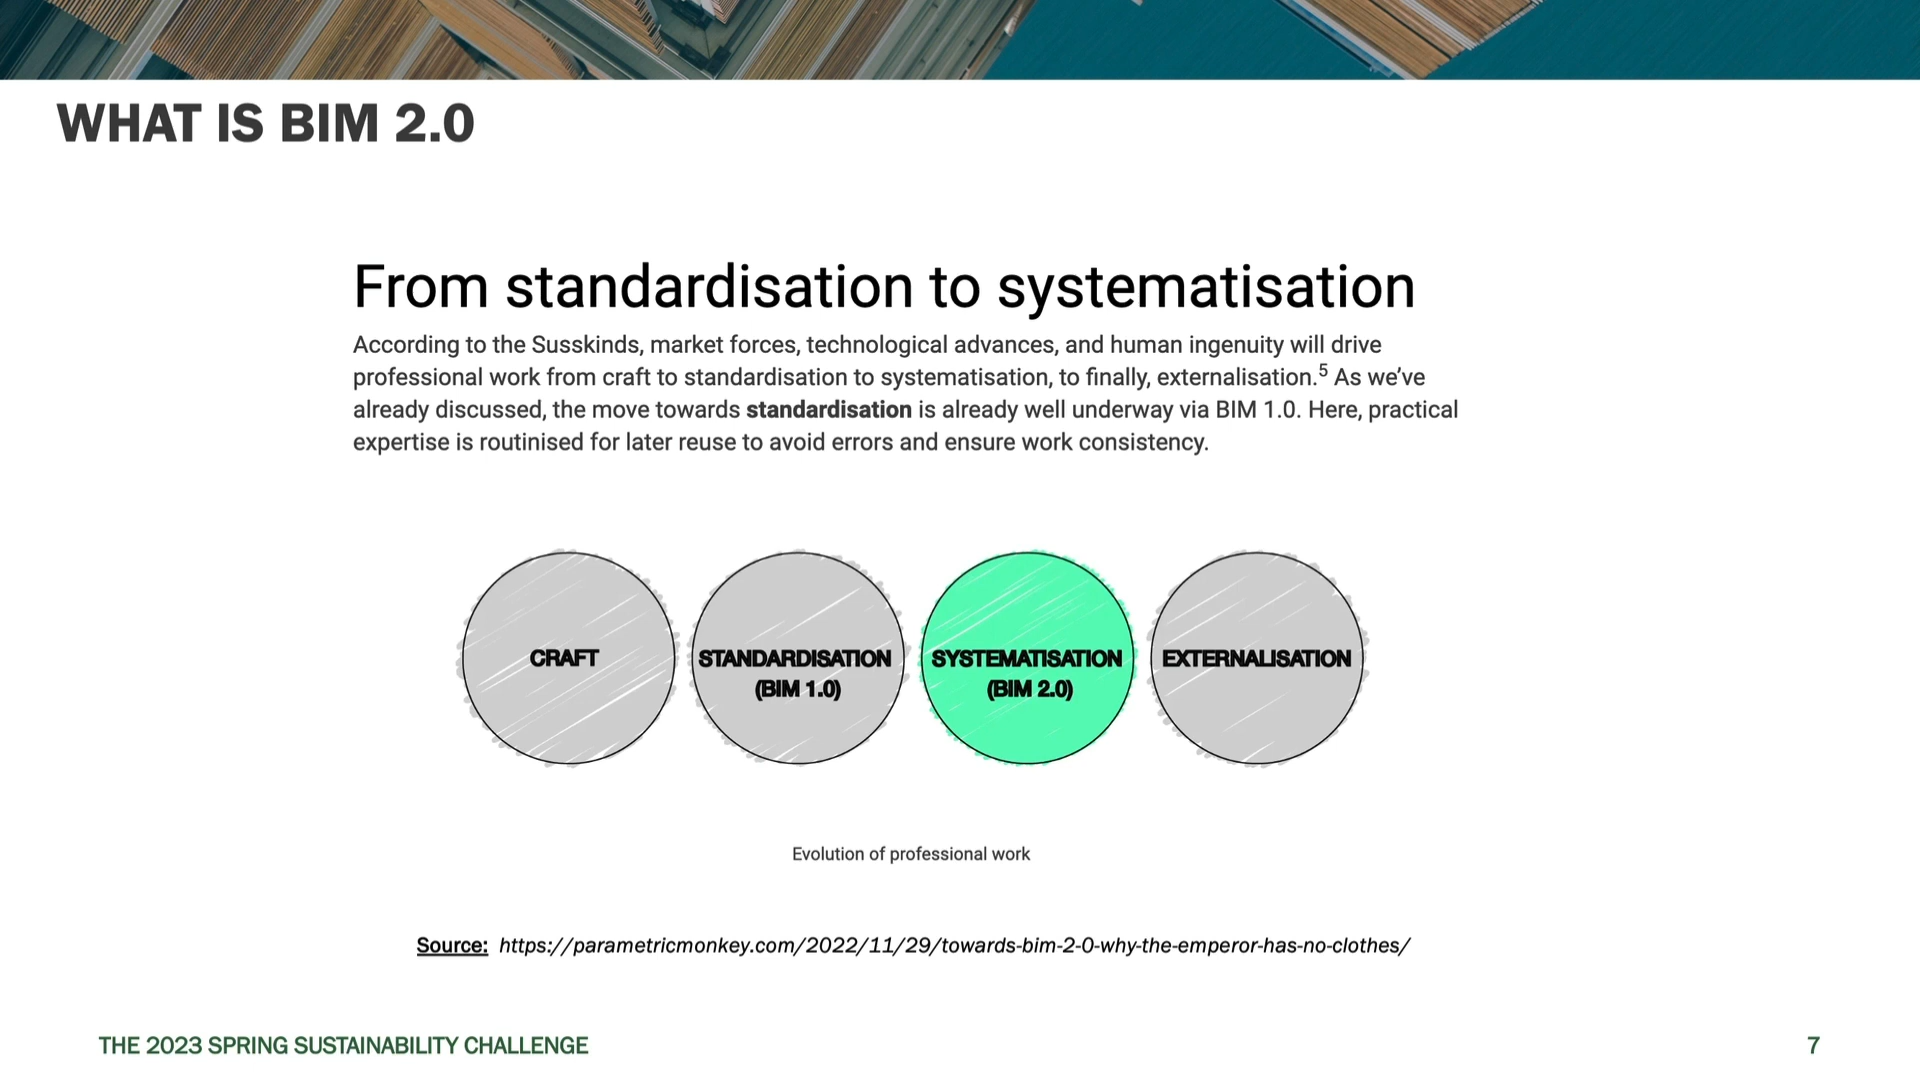 WHAT IS BIM 2.0
From standardisation to systematisation
According to the Susskinds, market forces, technological advances, and human ingenuity will drive
professional work from craft to standardisation to systematisation, to finally, externalisation.5 As we’ve
already discussed, the move towards standardisation is already well underway via BIM 1.0. Here, practical
expertise is routinised for later reuse to avoid errors and ensure work consistency.
CRAFT
STANDARDISATION
(BIM 1.0)
SYSTEMATISATION
(BIM 2.0)
EXTERNALISATION
Evolution of professional work
Source: https://parametricmonkey.com/2022/11/29/towards-bim-2-0-why-the-emperor-has-no-clothes/
THE 2023 SPRING SUSTAINABILITY CHALLENGE
7